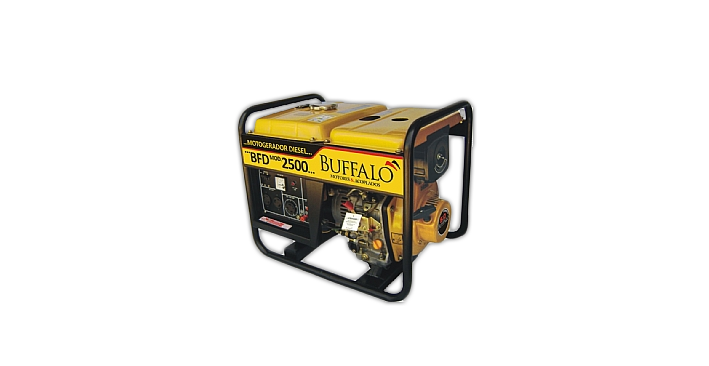 ...MOTOGERADOR DIESEL...
...BFD MOD 2500...
BUFFALO
MOTORES & ACOPLADOS